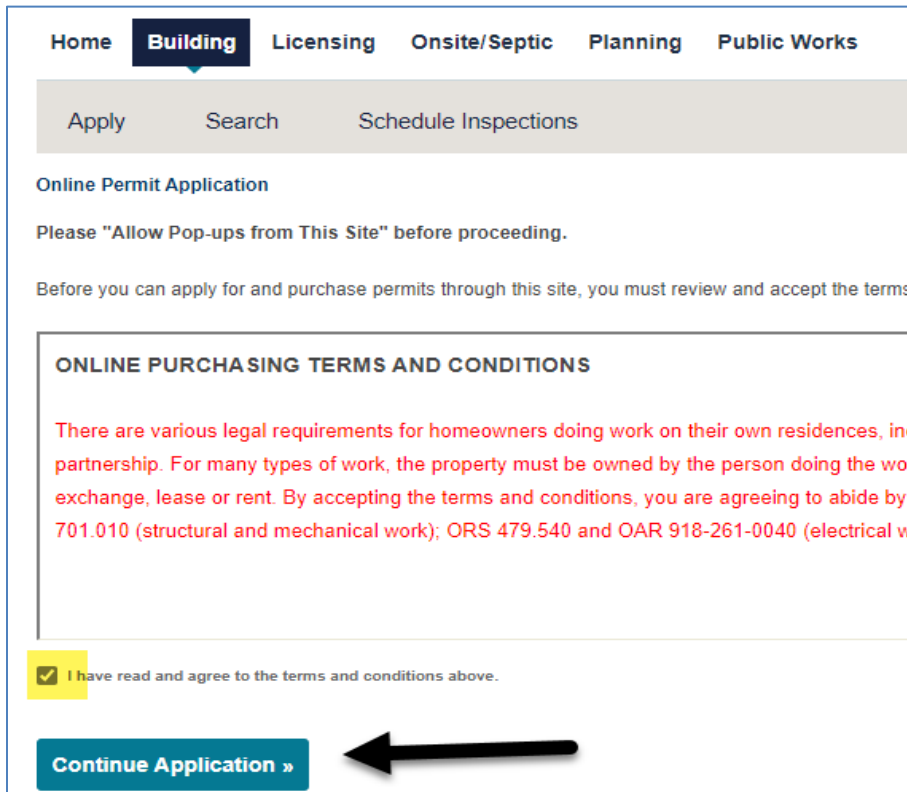 Home Building Licensing Onsite/Septic Planning Public Works
Apply Search Schedule Inspections
Online Permit Application
Please "Allow Pop-ups from This Site" before proceeding.
Before you can apply for and purchase permits through this site, you must review and accept the terms
ONLINE PURCHASING TERMS AND CONDITIONS
There are various legal requirements for homeowners doing work on their own residences,
partnership. For many types of work, the property must be owned by the person doing the
exchange, lease or rent. By accepting the terms and conditions, you are agreeing to abide by
701.010 (structural and mechanical work); ORS 479.540 and OAR 918-261-0040 (electrical
I have read and agree to the terms and conditions above.
Continue Application »